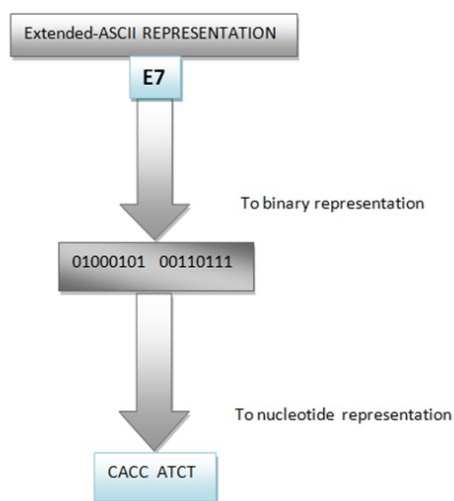 Extended-ASCII REPRESENTATION
E7
To binary representation
01000101 00110111
To nucleotide representation
CACC ATCT